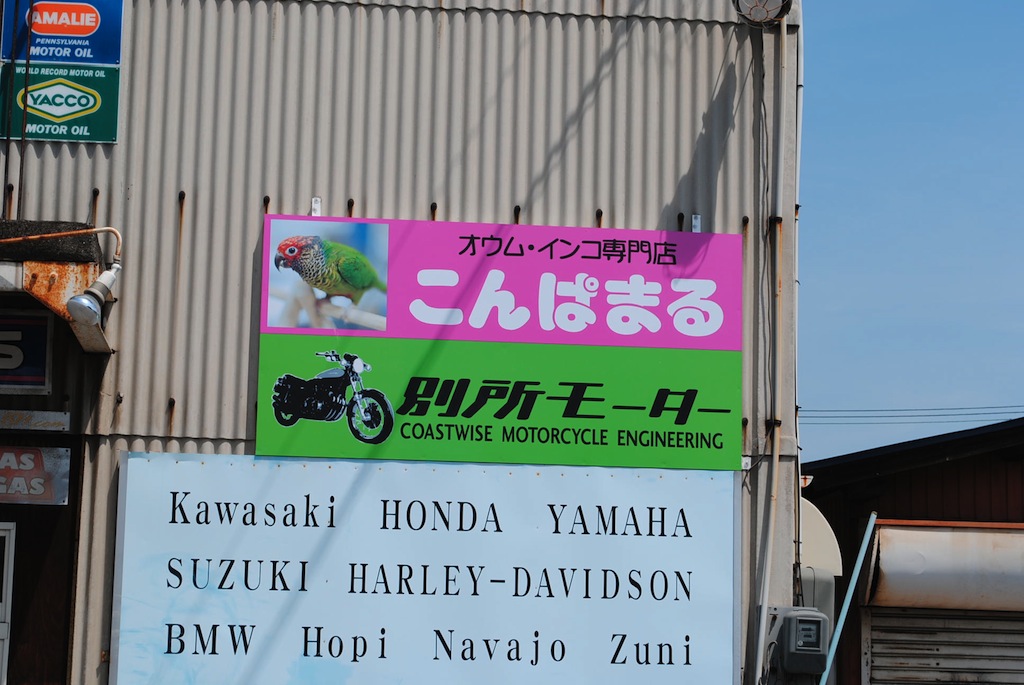 AMALIE
PENNSYLVANIA
MOTOR OIL
WORLD RECORD MOTOR OIL
YACCO
MOTOR OIL
オウム・インコ専門店
こんぱまる
別所モーター
COASTWISE MOTORCYCLE ENGINEERING
S
AS
GAS
Kawasaki HONDA YAMAHA
SUZUKI HARLEY-DAVIDSON
BMW Hopi Navajo Zuni